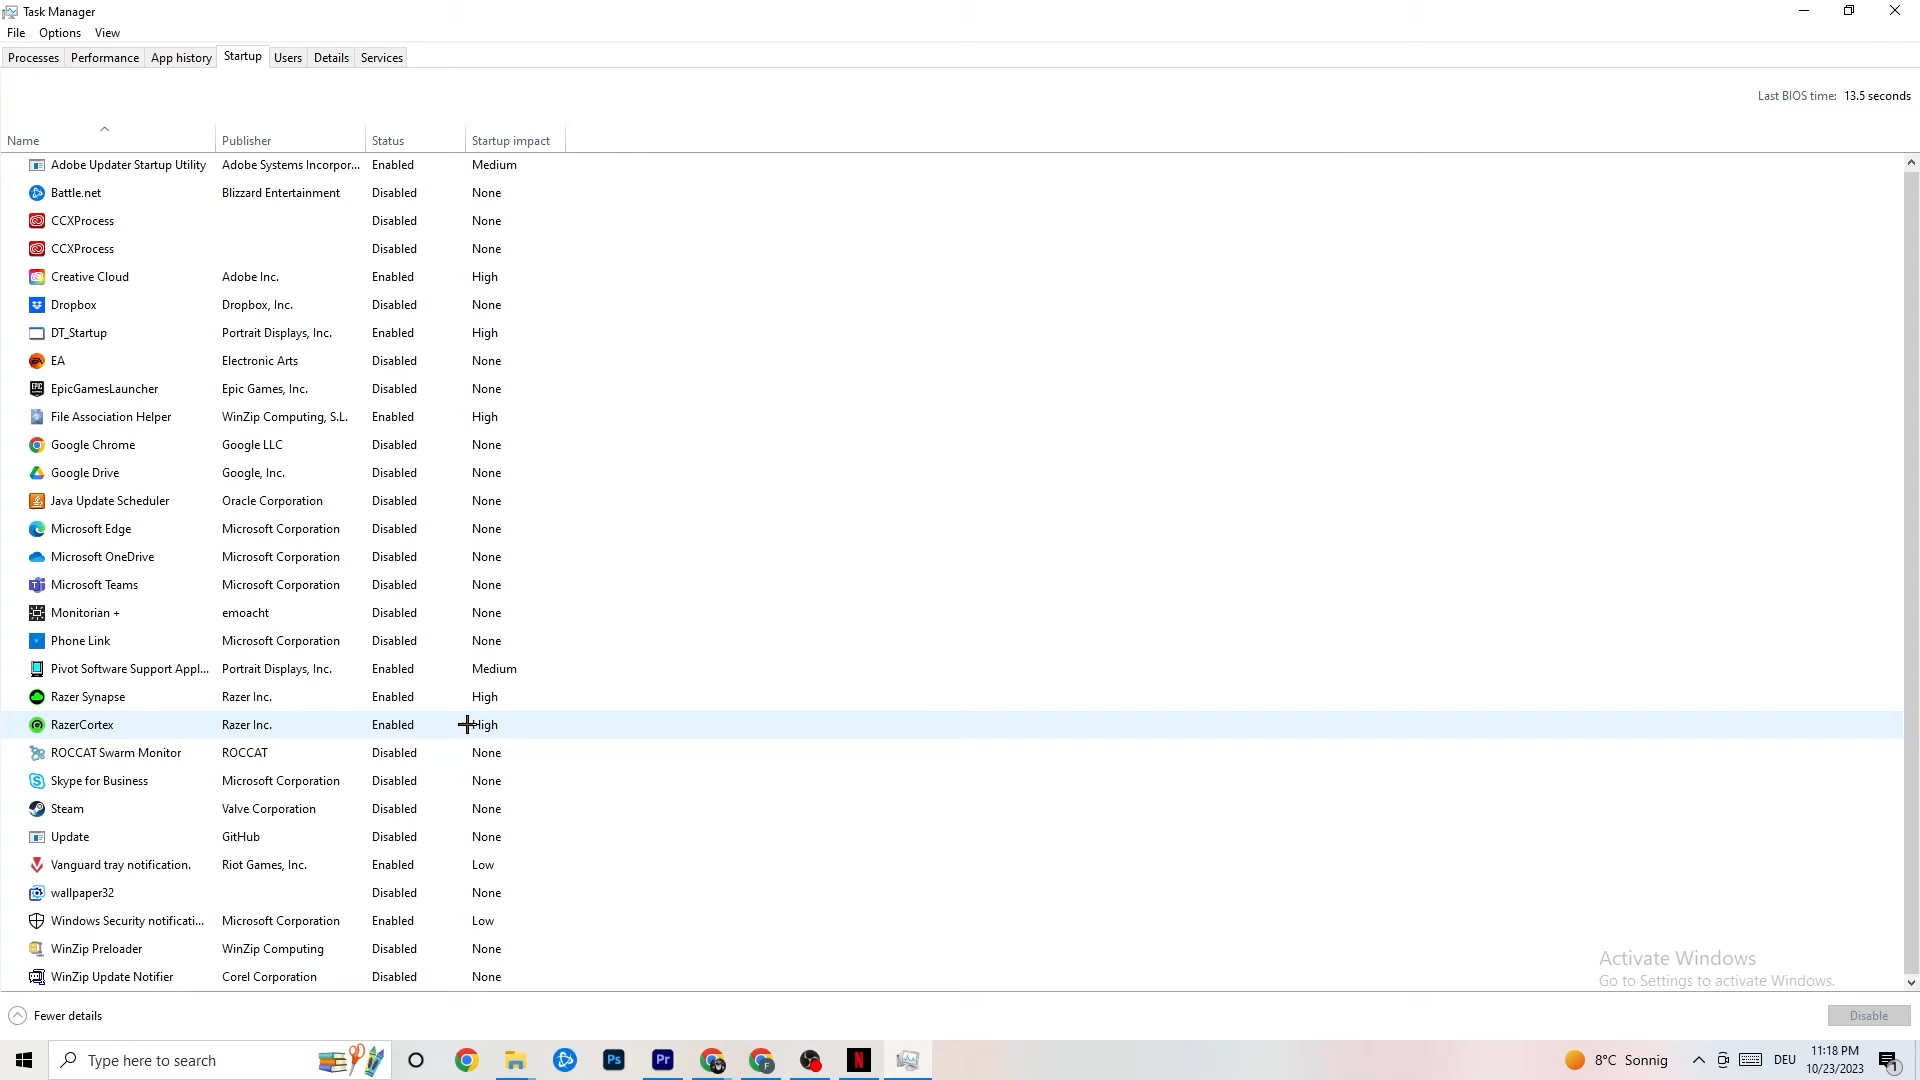 Task Manager
File Options View
Processes Performance App history Startup Users Details Services
Last BIOS time: 13.5 seconds
Name Publisher Status Startup impact
Adobe Updater Startup Utility Adobe Systems Incorpor... Enabled Medium
Battle.net Blizzard Entertainment Disabled None
CCXProcess Disabled None
CCXProcess Disabled None
Creative Cloud Adobe Inc. Enabled High
Dropbox Dropbox, Inc. Disabled None
DT_Startup Portrait Displays, Inc. Enabled High
EA Electronic Arts Disabled None
EpicGamesLauncher Epic Games, Inc. Disabled None
File Association Helper WinZip Computing, S.L. Enabled High
Google Chrome Google LLC Disabled None
Google Drive Google, Inc. Disabled None
Java Update Scheduler Oracle Corporation Disabled None
Microsoft Edge Microsoft Corporation Disabled None
Microsoft OneDrive Microsoft Corporation Disabled None
Microsoft Teams Microsoft Corporation Disabled None
Monitorian + emoacht Disabled None
Phone Link Microsoft Corporation Disabled None
Pivot Software Support Appl... Portrait Displays, Inc. Enabled Medium
Razer Synapse Razer Inc. Enabled High
RazerCortex Razer Inc. Enabled High
ROCCAT Swarm Monitor ROCCAT Disabled None
Skype for Business Microsoft Corporation Disabled None
Steam Valve Corporation Disabled None
Update GitHub Disabled None
Vanguard tray notification. Riot Games, Inc. Enabled Low
wallpaper32 Disabled None
Windows Security notificati... Microsoft Corporation Enabled Low
WinZip Preloader WinZip Computing Disabled None
WinZip Update Notifier Corel Corporation Disabled None
Activate Windows
Go to Settings to activate Windows.
Fewer details Disable
Type here to search Ps Pr F N 8°C Sonnig DEU 11:18 PM
10/23/2023 1